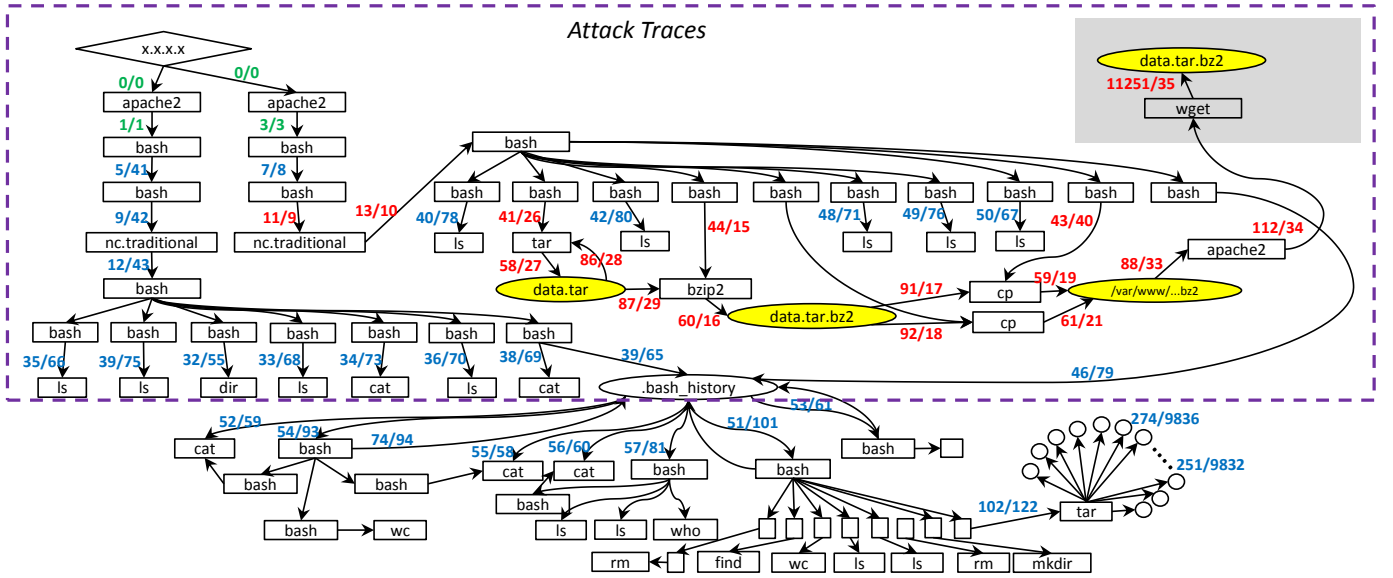 Attack Traces
x.x.x.x
data.tar.bz2
0/0
0/0
11251/35
apache2
apache2
wget
1/1
3/3
bash
bash
bash
5/41
7/8
bash
bash
bash
bash
bash
bash
bash
bash
bash
bash
bash
bash
13/10
40/78
41/26
42/80
44/15
48/71
49/76
50/67
43/40
112/34
9/42
11/9
nc.traditional
nc.traditional
ls
tar
ls
ls
ls
ls
apache2
12/43
58/27
86/28
88/33
bash
data.tar
87/29
bzip2
91/17
cp
59/19
/var/www/...bz2
60/16
data.tar.bz2
92/18
cp
61/21
bash
bash
bash
bash
bash
bash
bash
35/66
39/75
32/55
33/68
34/73
36/70
38/69
39/65
46/79
ls
ls
dir
ls
cat
ls
cat
.bash_history
53/61
52/59
54/93
74/94
55/58
56/60
57/81
51/101
274/9836
cat
bash
bash
251/9832
cat
cat
bash
bash
bash
bash
bash
102/122
tar
bash
wc
ls
ls
who
rm
find
wc
ls
ls
rm
mkdir